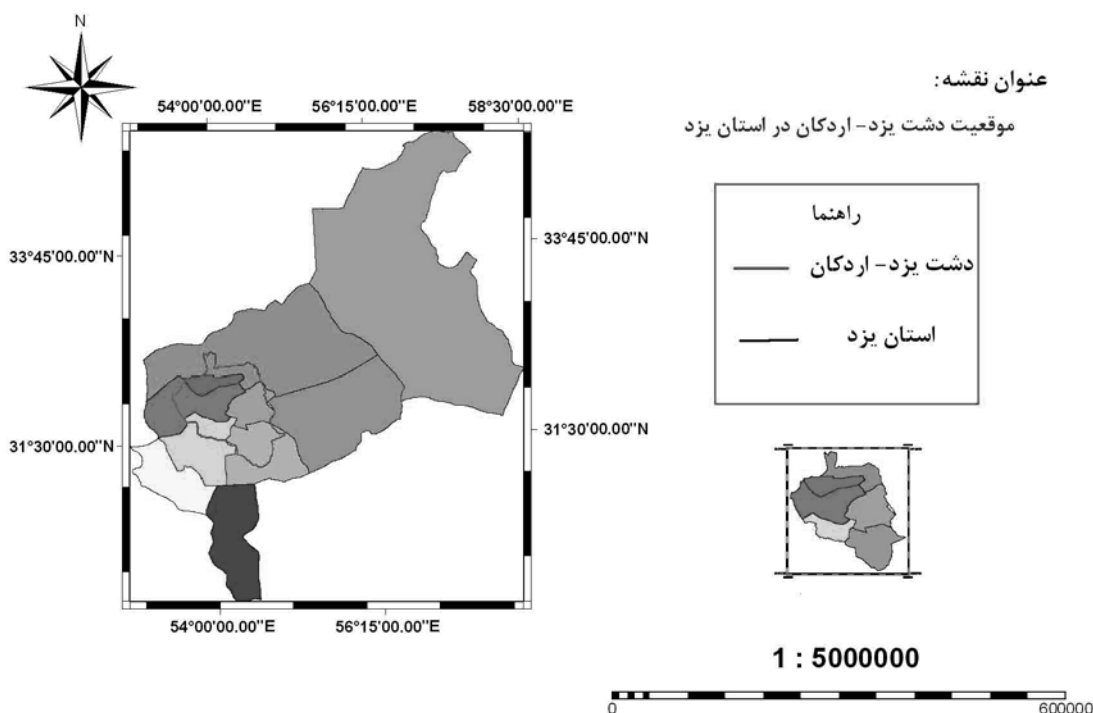 N
54°00'00.00"E 56°15'00.00"E 58°30'00.00"E
33°45'00.00"N 33°45'00.00"N
31°30'00.00"N 31°30'00.00"N
54°00'00.00"E 56°15'00.00"E
عنوان نقشه:
موقعیت دشت یزد- اردکان در استان یزد
راهنما
دشت یزد- اردکان
استان یزد
1 : 5000000
0 600000